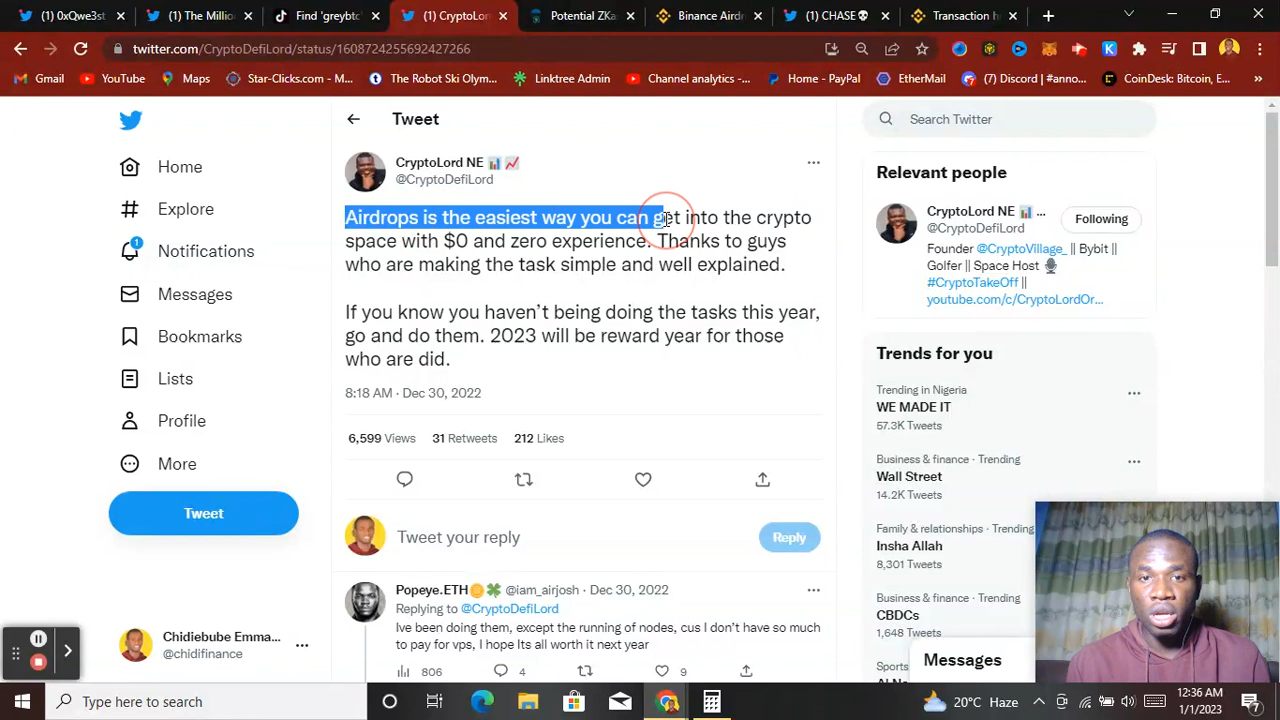 (1) 0xQwe3st
(1) The Million
Find 'greybtc
(1) CryptoLor
Potential ZKa
Binance Airdr
(1) CHASE
Transaction h
twitter.com/CryptoDefiLord/status/1608724255692427266
Gmail
YouTube
Maps
Star-Clicks.com - M...
The Robot Sky Olym...
Linktree Admin
Channel analytics -...
Home - PayPal
EtherMail
(7) Discord | #anno...
CoinDesk: Bitcoin, E...
Home
Explore
1
Notifications
Messages
Bookmarks
Lists
Profile
More
Tweet
Chidiebube Emma...
@chidifinance
Tweet
CryptoLord NE
@CryptoDefiLord
Airdrops is the easiest way you can get into the crypto
space with $0 and zero experience. Thanks to guys
who are making the task simple and well explained.
If you know you haven't being doing the tasks this year,
go and do them. 2023 will be reward year for those
who are did.
8:18 AM · Dec 30, 2022
6,599 Views 31 Retweets 212 Likes
Tweet your reply
Reply
Popeye.ETH @iam_airjosh · Dec 30, 2022
Replying to @CryptoDefiLord
Ive been doing them, except the running of nodes, cus I don't have so much
to pay for vps, I hope Its all worth it next year
806 4 9
Search Twitter
Relevant people
CryptoLord NE ...
@CryptoDefiLord
Following
Founder @CryptoVillage_ || Bybit ||
Golfer || Space Host
#CryptoTakeOff ||
youtube.com/c/CryptoLordOr...
Trends for you
Trending in Nigeria
WE MADE IT
57.3K Tweets
Business & finance · Trending
Wall Street
14.2K Tweets
Family & relationships · Trending
Insha Allah
8,301 Tweets
Business & finance · Trending
CBDCs
1,648 Tweets
Sports
Messages
Type here to search
20°C Haze
12:36 AM
1/1/2023
7